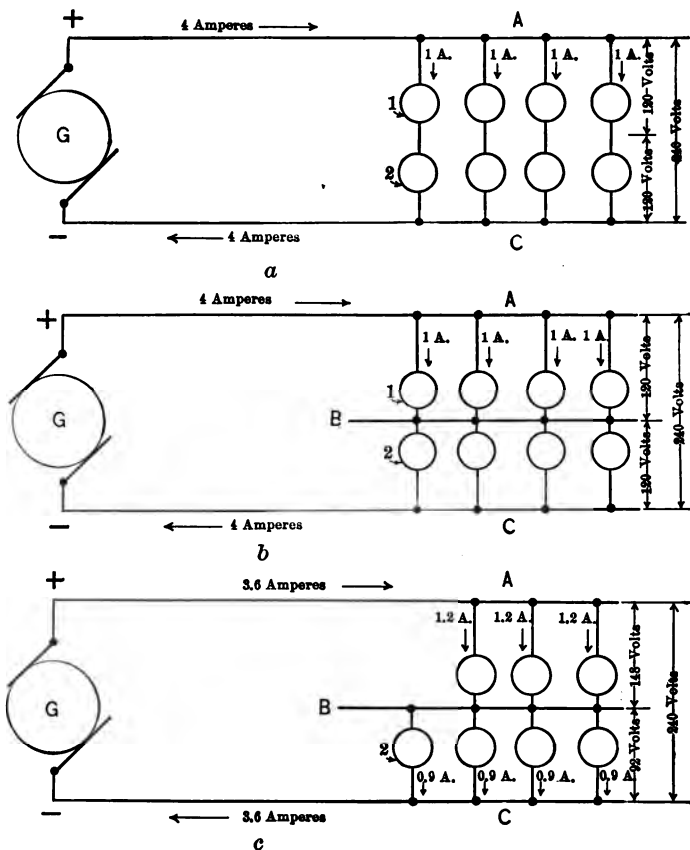 +
4 Amperes
A
1 A. 1 A. 1 A. 1 A.
1
G
120 Volts
240 Volts
2
120 Volts
−
4 Amperes
C
a
4 Amperes
A
+
1 A. 1 A. 1 A. 1 A.
120 Volts
1
B
G
240 Volts
2
120 Volts
−
4 Amperes
C
b
+
3.6 Amperes
A
1.2 A. 1.2 A. 1.2 A.
148 Volts
B
G
240 Volts
2
92 Volts
0.9 A. 0.9 A. 0.9 A. 0.9 A
−
3.6 Amperes
C
c